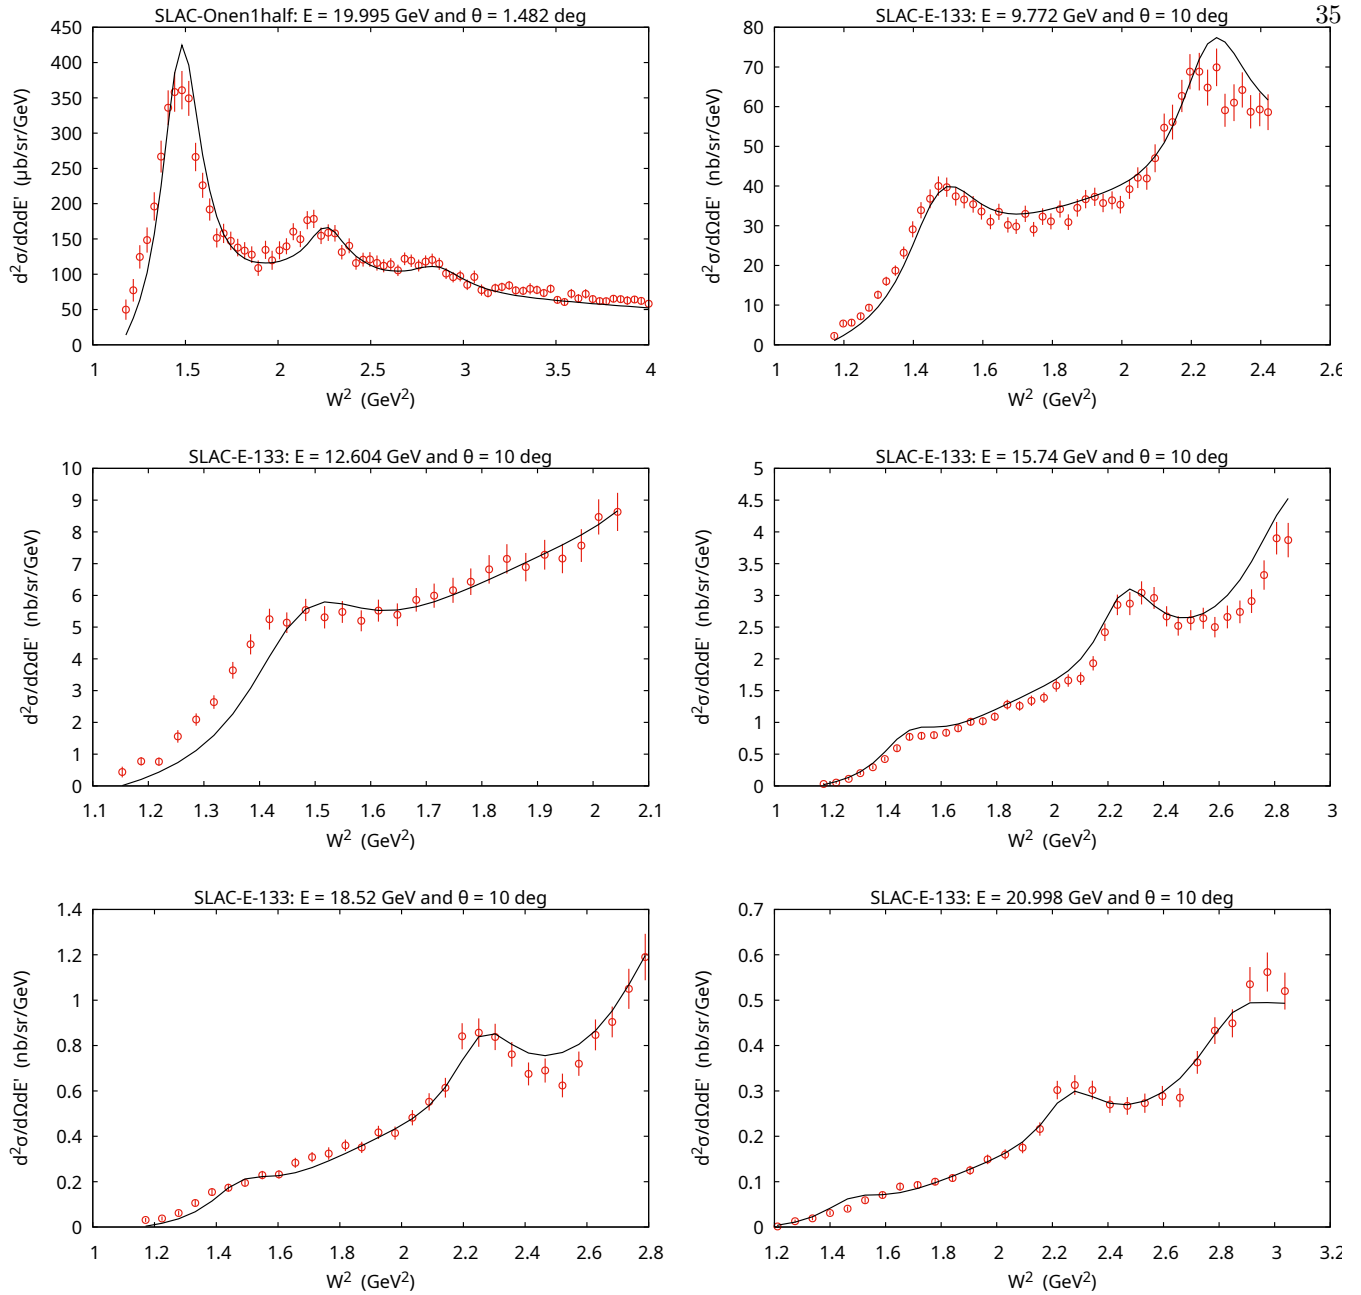 35
SLAC-Onen1half: E = 19.995 GeV and θ = 1.482 deg
d²σ/dΩdE' (μb/sr/GeV)
450
400
350
300
250
200
150
100
50
0
1 1.5 2 2.5 3 3.5 4
W² (GeV²)
SLAC-E-133: E = 9.772 GeV and θ = 10 deg
d²σ/dΩdE' (nb/sr/GeV)
80
70
60
50
40
30
20
10
0
1 1.2 1.4 1.6 1.8 2 2.2 2.4 2.6
W² (GeV²)
SLAC-E-133: E = 12.604 GeV and θ = 10 deg
d²σ/dΩdE' (nb/sr/GeV)
10
9
8
7
6
5
4
3
2
1
0
1.1 1.2 1.3 1.4 1.5 1.6 1.7 1.8 1.9 2 2.1
W² (GeV²)
SLAC-E-133: E = 15.74 GeV and θ = 10 deg
d²σ/dΩdE' (nb/sr/GeV)
5
4.5
4
3.5
3
2.5
2
1.5
1
0.5
0
1 1.2 1.4 1.6 1.8 2 2.2 2.4 2.6 2.8 3
W² (GeV²)
SLAC-E-133: E = 18.52 GeV and θ = 10 deg
d²σ/dΩdE' (nb/sr/GeV)
1.4
1.2
1
0.8
0.6
0.4
0.2
0
1 1.2 1.4 1.6 1.8 2 2.2 2.4 2.6 2.8
W² (GeV²)
SLAC-E-133: E = 20.998 GeV and θ = 10 deg
d²σ/dΩdE' (nb/sr/GeV)
0.7
0.6
0.5
0.4
0.3
0.2
0.1
0
1.2 1.4 1.6 1.8 2 2.2 2.4 2.6 2.8 3 3.2
W² (GeV²)